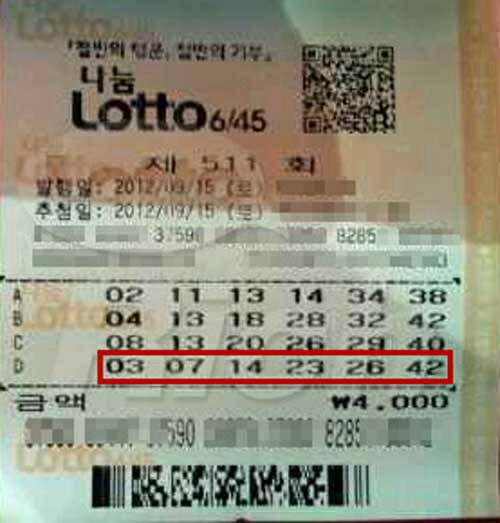 Lotto
「절반의 행운, 절반의 기부」
나눔
Lotto 6/45
제 511 회
발행일: 2012/09/15 (토)
추첨일: 2012/09/15 (토)
37590 8285
A 02 11 13 14 34 38
B 04 13 18 28 32 42
C 08 13 20 26 29 40
D 03 07 14 23 26 42
금액 ₩4,000
37590 8285